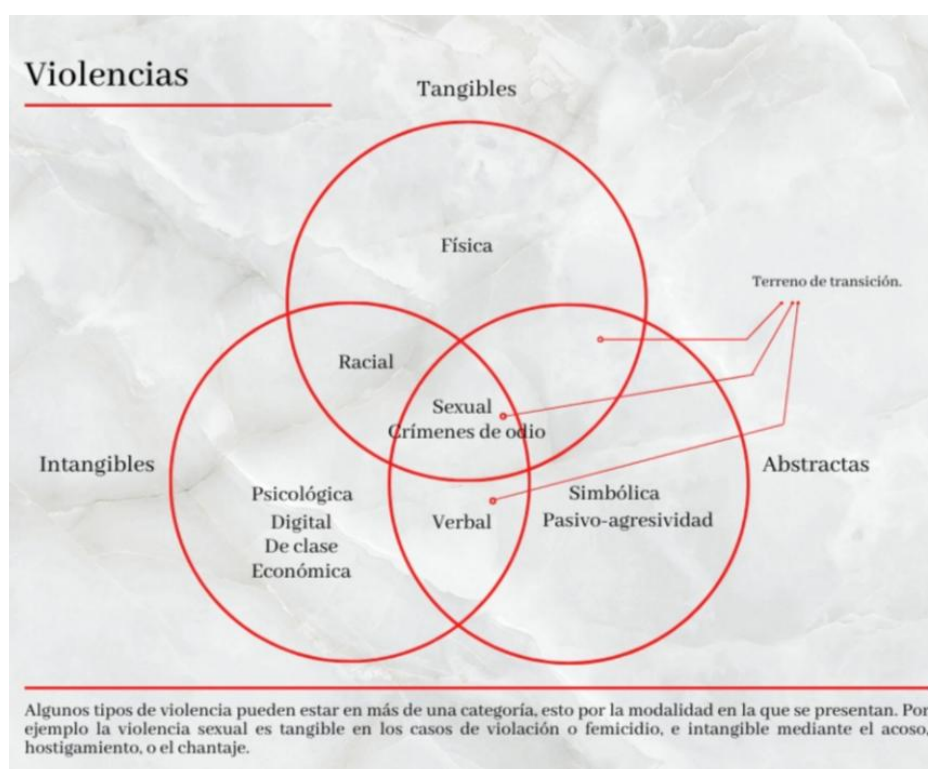 Violencias
Tangibles
Física
Terreno de transición.
Racial
Sexual
Crímenes de odio
Intangibles
Abstractas
Psicológica
Digital
De clase
Económica
Verbal
Simbólica
Pasivo-agresividad
Algunos tipos de violencia pueden estar en más de una categoría, esto por la modalidad en la que se presentan. Por
ejemplo la violencia sexual es tangible en los casos de violación o femicidio, e intangible mediante el acoso,
hostigamiento, o el chantaje.